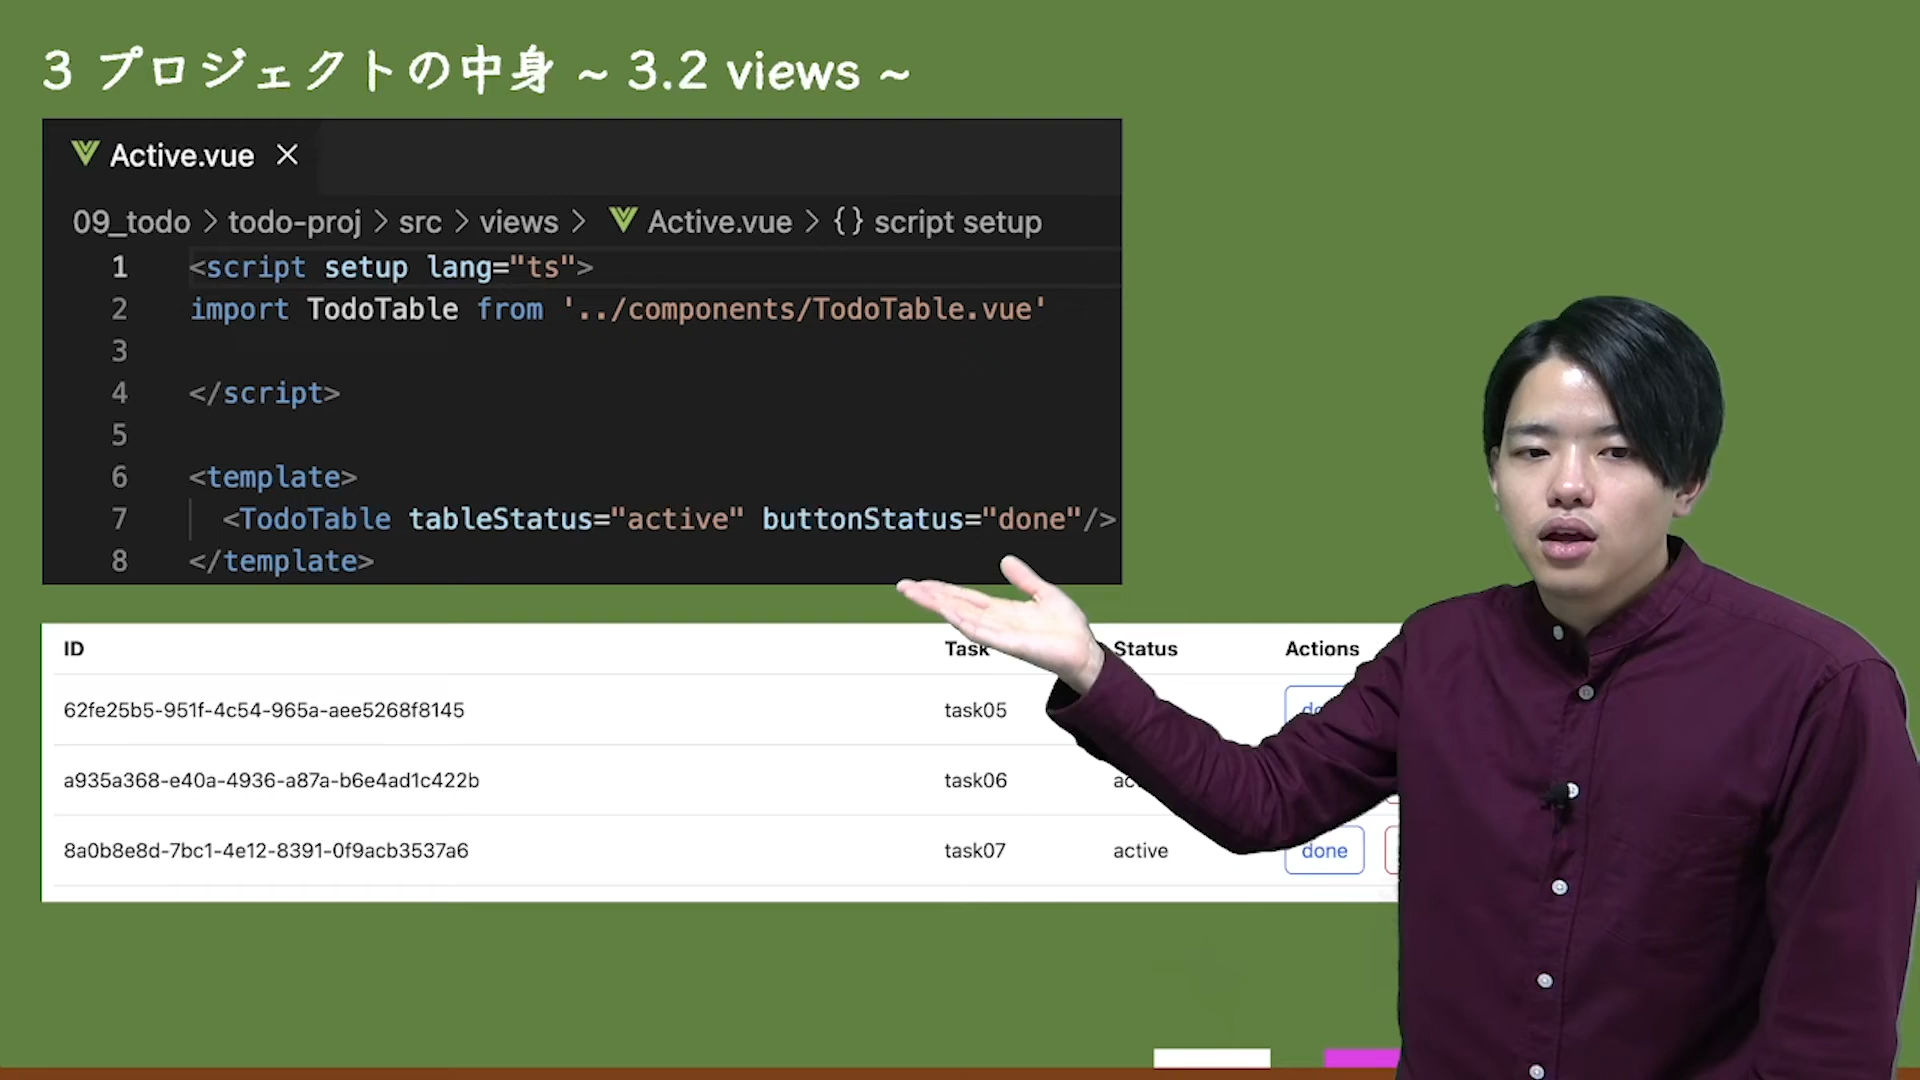 3 プロジェクトの中身 ~ 3.2 views ~
Active.vue ×
09_todo > todo-proj > src > views > Active.vue > {} script setup
1 <script setup lang="ts">
2 import TodoTable from '../components/TodoTable.vue'
3
4 </script>
5
6 <template>
7 <TodoTable tableStatus="active" buttonStatus="done"/>
8 </template>
ID Task Status Actions
62fe25b5-951f-4c54-965a-aee5268f8145 task05
a935a368-e40a-4936-a87a-b6e4ad1c422b task06
8a0b8e8d-7bc1-4e12-8391-0f9acb3537a6 task07 active done